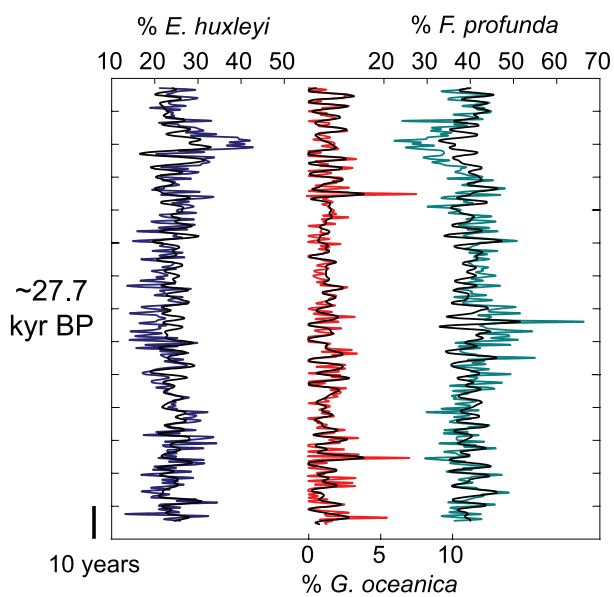 % E. huxleyi % F. profunda
10 20 30 40 50 20 30 40 50 60 70
~27.7
kyr BP
10 years
0 5 10
% G. oceanica